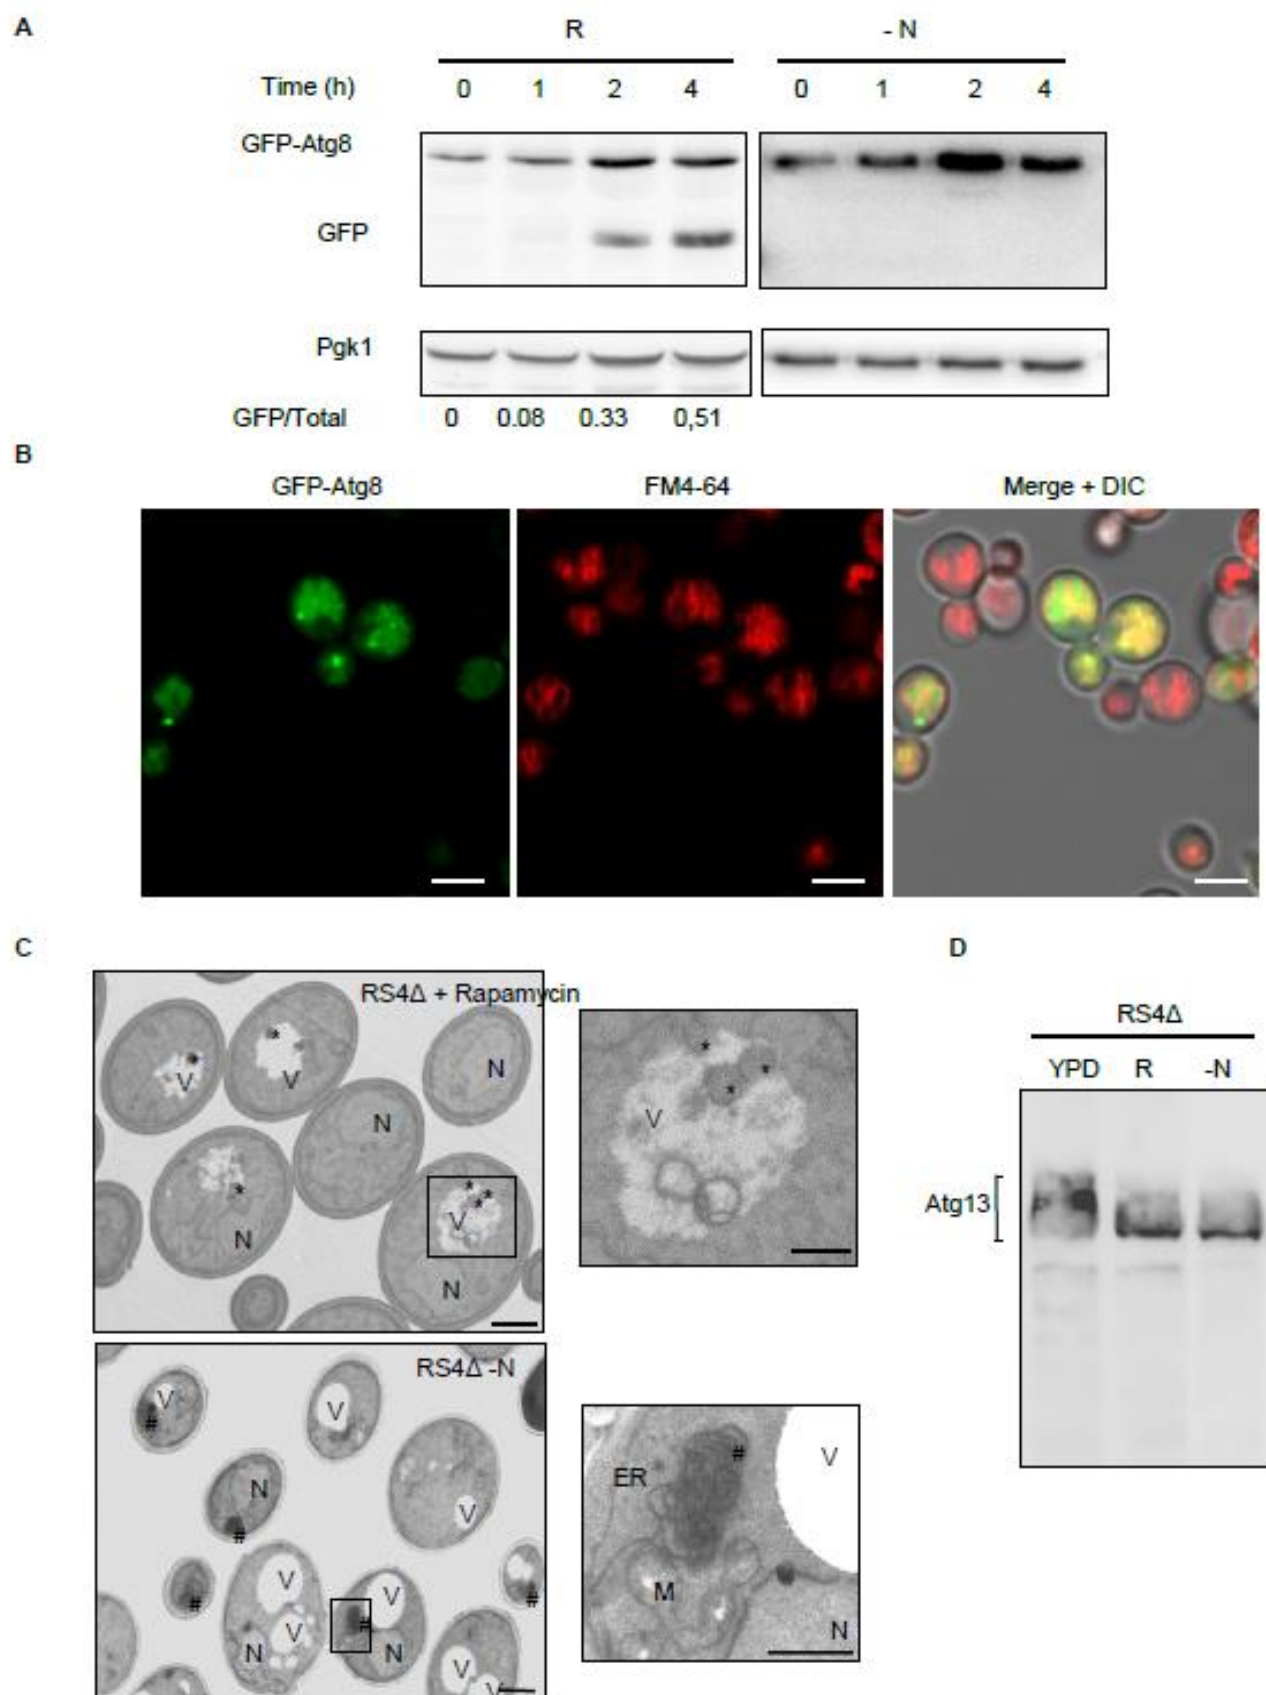 A
R - N
Time (h) 0 1 2 4 0 1 2 4
GFP-Atg8
GFP
Pgk1
GFP/Total 0 0.08 0.33 0,51
B
GFP-Atg8 FM4-64 Merge + DIC
C D
RS4Δ + Rapamycin
* * N
V V
N
* V * *
* * * *
V
N N
RS4Δ
YPD R -N
Atg13
RS4Δ -N
V V
#
N V
#
# V V # #
N V N
V V
#
ER V
M
N